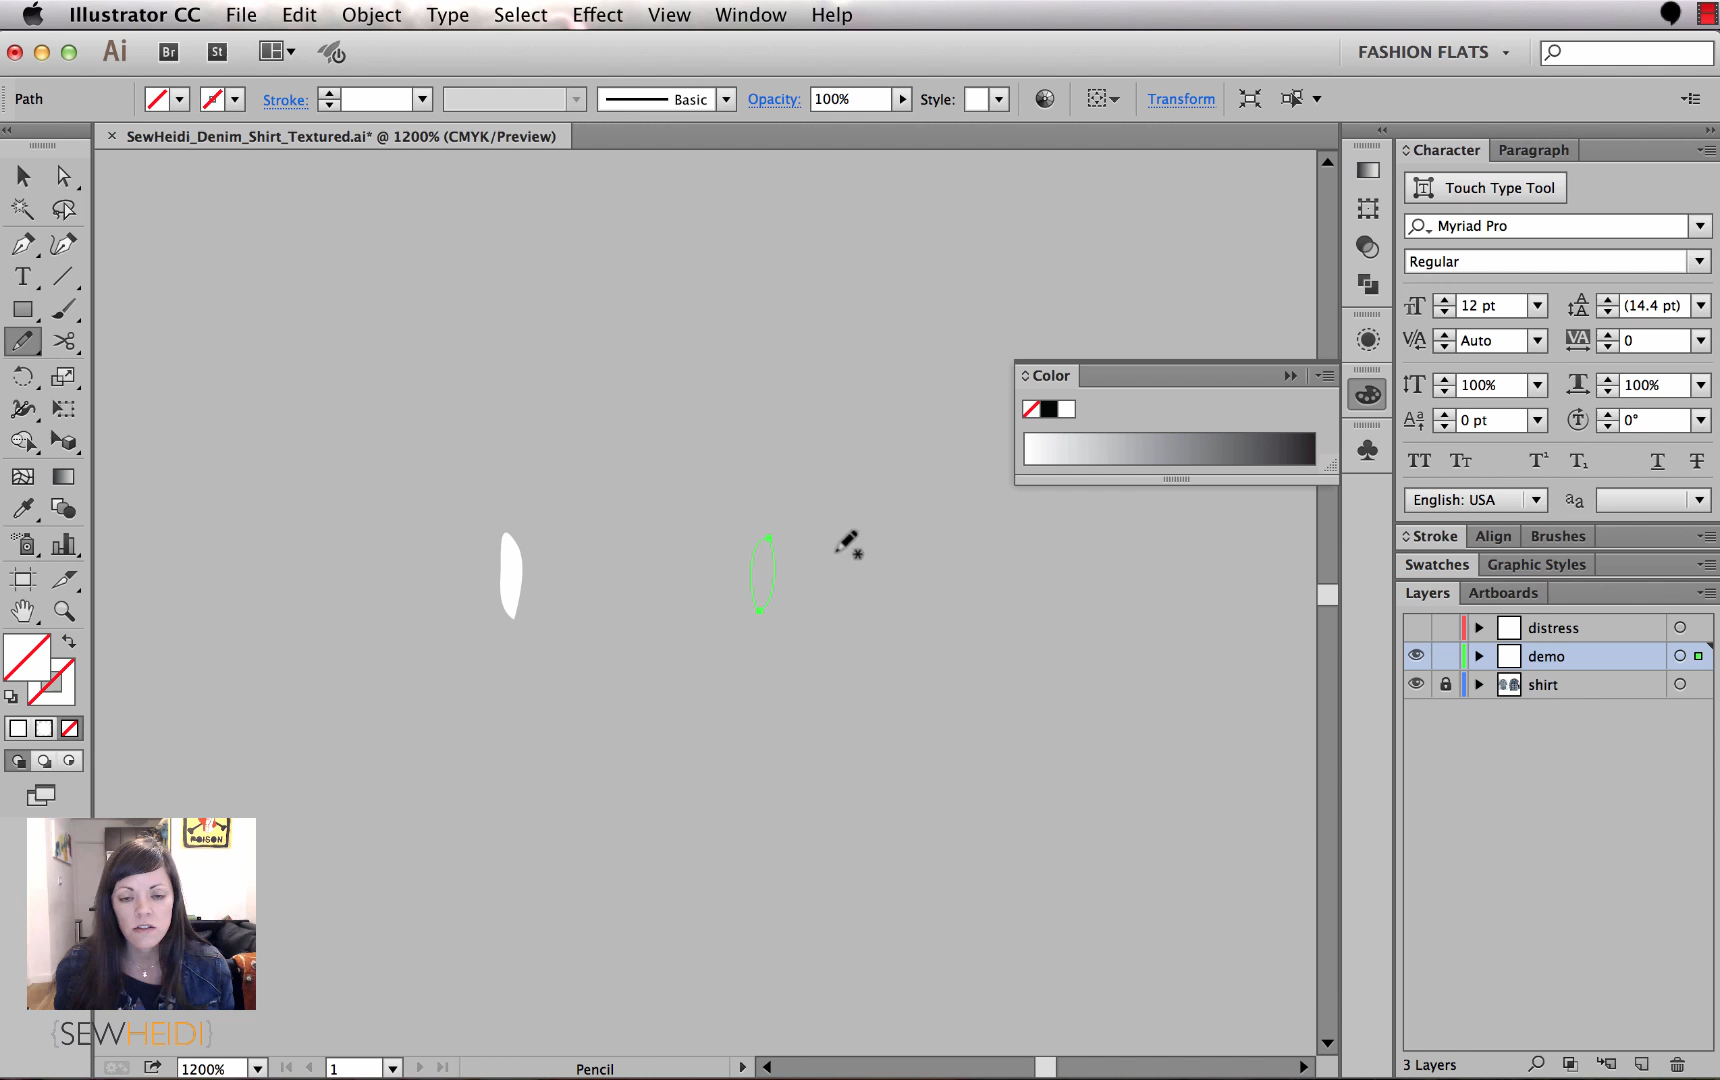 Illustrator CC File Edit Object Type Select Effect View Window Help
Ai Br St FASHION FLATS
Path Stroke: Basic Opacity: 100% Style: Transform
× SewHeidi_Denim_Shirt_Textured.ai* @ 1200% (CMYK/Preview)
Character Paragraph
Touch Type Tool
Myriad Pro
Regular
12 pt (14.4 pt)
Auto 0
Color
100% 100%
0 pt 0°
English: USA
Stroke Align Brushes
Swatches Graphic Styles
Layers Artboards
distress
demo
shirt
POISON
{SEWHEIDI}
1200% 1 Pencil 3 Layers